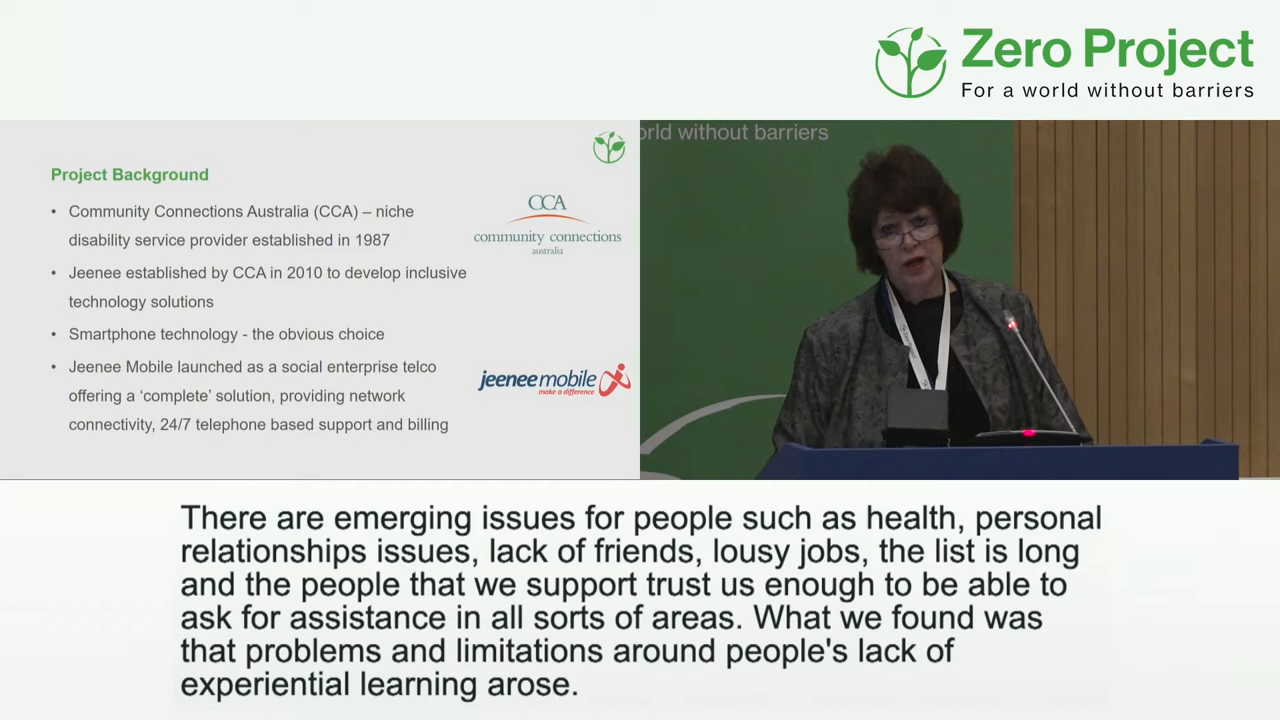 Zero Project
For a world without barriers
Project Background
• Community Connections Australia (CCA) – niche
disability service provider established in 1987
• Jeenee established by CCA in 2010 to develop inclusive
technology solutions
• Smartphone technology - the obvious choice
• Jeenee Mobile launched as a social enterprise telco
offering a ‘complete’ solution, providing network
connectivity, 24/7 telephone based support and billing
CCA
community connections
australia
jeenee mobile
make a difference
orld without barriers
There are emerging issues for people such as health, personal
relationships issues, lack of friends, lousy jobs, the list is long
and the people that we support trust us enough to be able to
ask for assistance in all sorts of areas. What we found was
that problems and limitations around people's lack of
experiential learning arose.